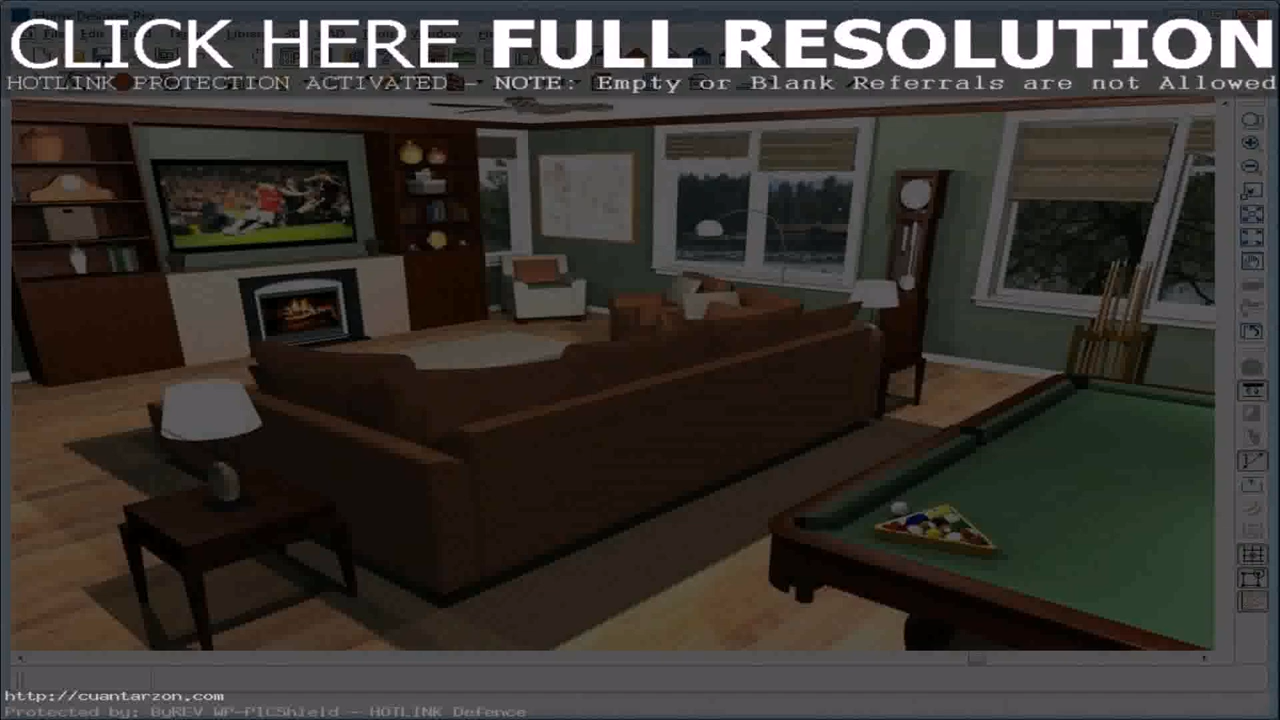 CLICK HERE FULL RESOLUTION
HOTLINK PROTECTION ACTIVATED - NOTE: Empty or Blank Referrals are not Allowed
http://cuantarzon.com
Protected by: ByREV WP-PICShield - HOTLINK Defence